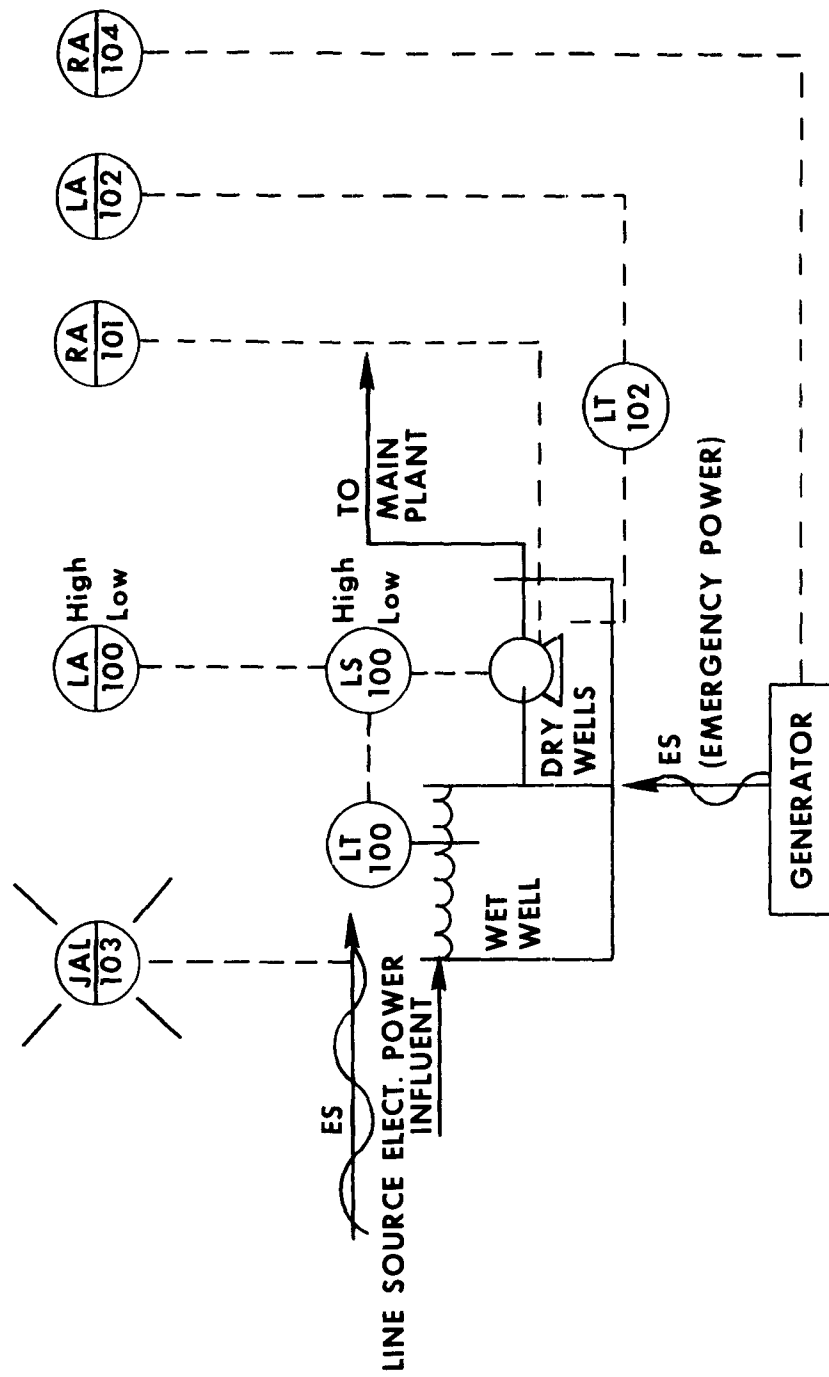 JAL
103
LA
100
High
Low
RA
101
LA
102
RA
104
ES
LINE SOURCE ELECT. POWER
INFLUENT
LT
100
LS
100
High
Low
TO
MAIN
PLANT
WET
WELL
DRY
WELLS
LT
102
ES
(EMERGENCY POWER)
GENERATOR